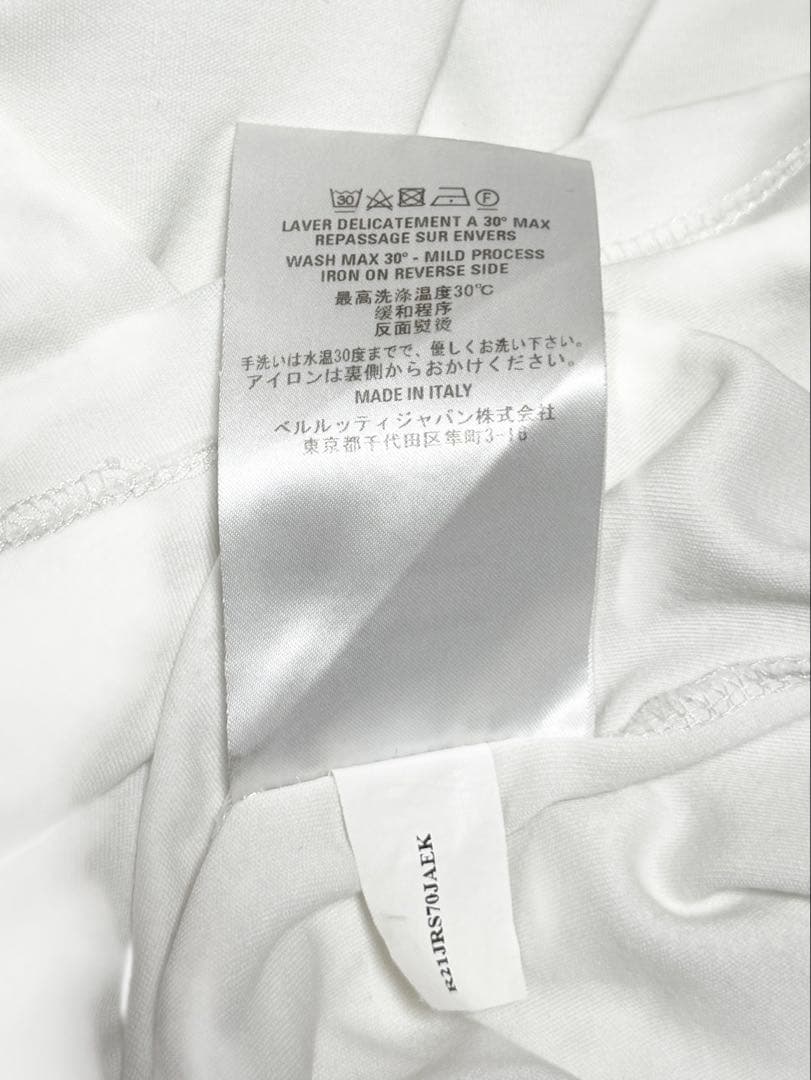 30 F
LAVER DELICATEMENT A 30° MAX
REPASSAGE SUR ENVERS
WASH MAX 30° - MILD PROCESS
IRON ON REVERSE SIDE
最高洗涤温度30℃
缓和程序
反面熨烫
手洗いは水温30度までで、優しくお洗い下さい。
アイロンは裏側からおかけください。
MADE IN ITALY
ベルルッティジャパン株式会社
東京都千代田区隼町3-16
R21JRS70JAEK